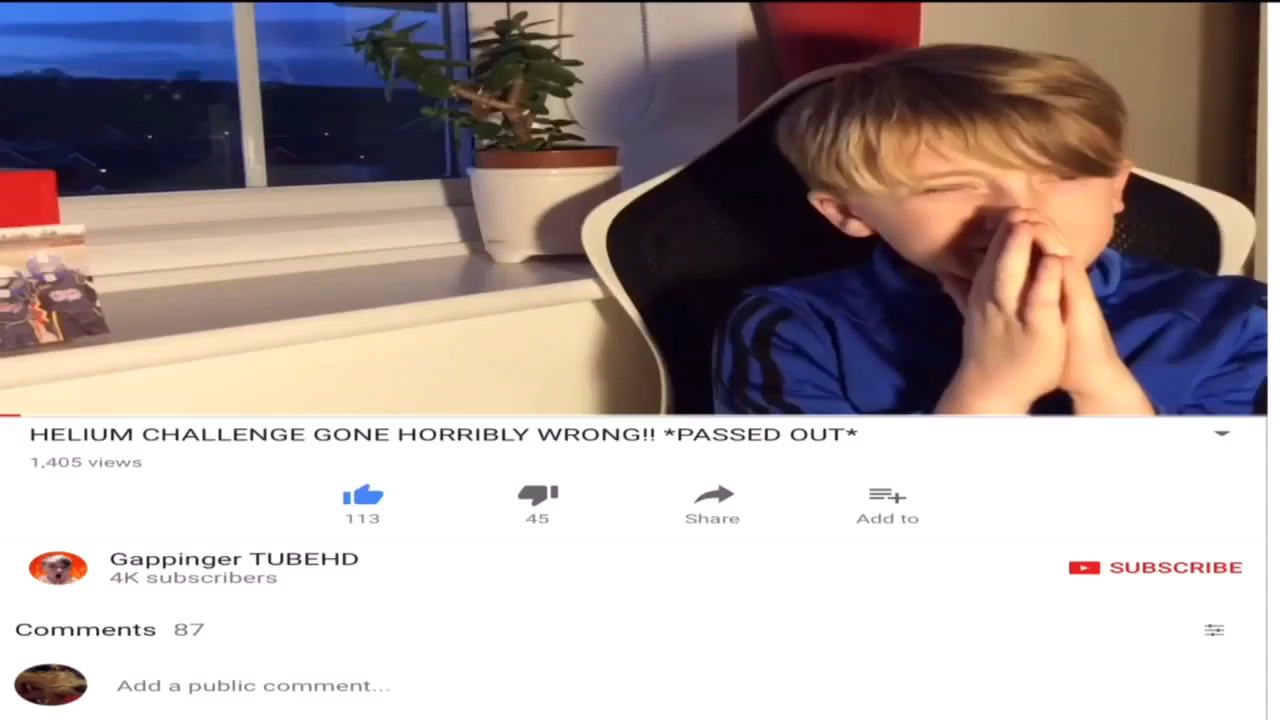 HELIUM CHALLENGE GONE HORRIBLY WRONG!! *PASSED OUT*
1,405 views
113
45
Share
Add to
Gappinger TUBEHD
4K subscribers
SUBSCRIBE
Comments 87
Add a public comment...